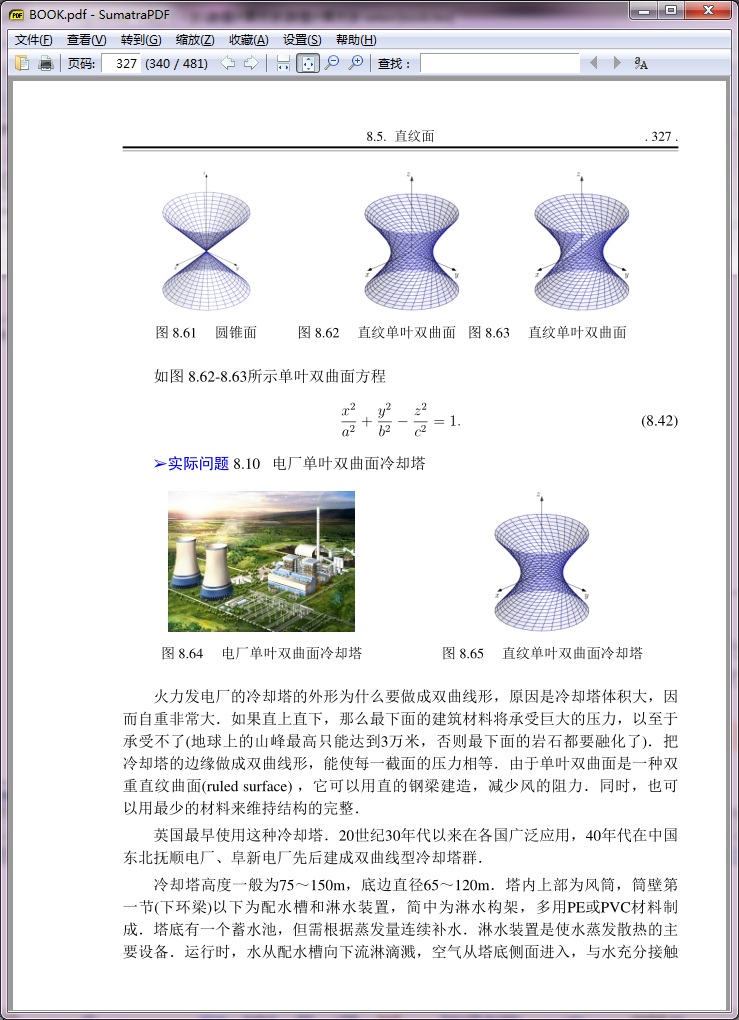 BOOK.pdf - SumatraPDF
文件(F) 查看(V) 转到(G) 缩放(Z) 收藏(A) 设置(S) 帮助(H)
页码: 327 (340 / 481) 查找：
8.5. 直纹面 . 327 .
z z
x y x y
图 8.61 圆锥面 图 8.62 直纹单叶双曲面 图 8.63 直纹单叶双曲面
如图 8.62-8.63所示单叶双曲面方程
x²/a² + y²/b² − z²/c² = 1. (8.42)
➢实际问题 8.10 电厂单叶双曲面冷却塔
z
x y
图 8.64 电厂单叶双曲面冷却塔 图 8.65 直纹单叶双曲面冷却塔
火力发电厂的冷却塔的外形为什么要做成双曲线形，原因是冷却塔体积大，因
而自重非常大．如果直上直下，那么最下面的建筑材料将承受巨大的压力，以至于
承受不了(地球上的山峰最高只能达到3万米，否则最下面的岩石都要融化了)．把
冷却塔的边缘做成双曲线形，能使每一截面的压力相等．由于单叶双曲面是一种双
重直纹曲面(ruled surface) ，它可以用直的钢梁建造，减少风的阻力．同时，也可
以用最少的材料来维持结构的完整．
英国最早使用这种冷却塔．20世纪30年代以来在各国广泛应用，40年代在中国
东北抚顺电厂、阜新电厂先后建成双曲线型冷却塔群．
冷却塔高度一般为75～150m，底边直径65～120m．塔内上部为风筒，筒壁第
一节(下环梁)以下为配水槽和淋水装置，筒中为淋水构架，多用PE或PVC材料制
成．塔底有一个蓄水池，但需根据蒸发量连续补水．淋水装置是使水蒸发散热的主
要设备．运行时，水从配水槽向下流淋滴溅，空气从塔底侧面进入，与水充分接触